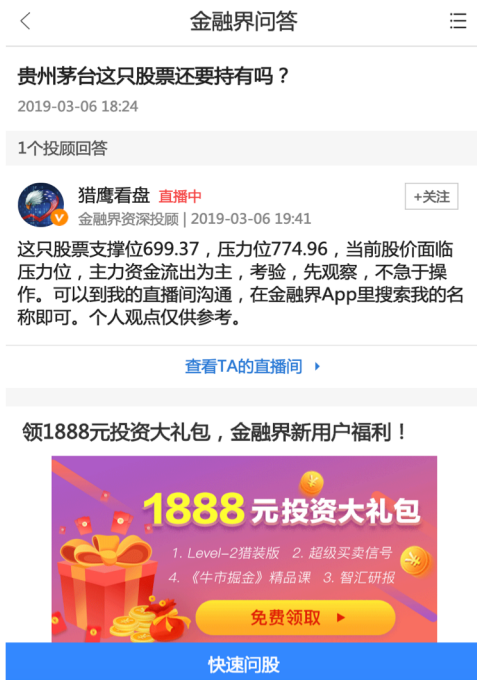 金融界问答
贵州茅台这只股票还要持有吗？
2019-03-06 18:24
1个投顾回答
猎鹰看盘 直播中
+关注
金融界资深投顾 | 2019-03-06 19:41
这只股票支撑位699.37，压力位774.96，当前股价面临
压力位，主力资金流出为主，考验，先观察，不急于操
作。可以到我的直播间沟通，在金融界App里搜索我的名
称即可。个人观点仅供参考。
查看TA的直播间
领1888元投资大礼包，金融界新用户福利！
1888元投资大礼包
1. Level-2猎装版 2. 超级买卖信号
4. 《牛市掘金》精品课 3. 智汇研报
免费领取
快速问股